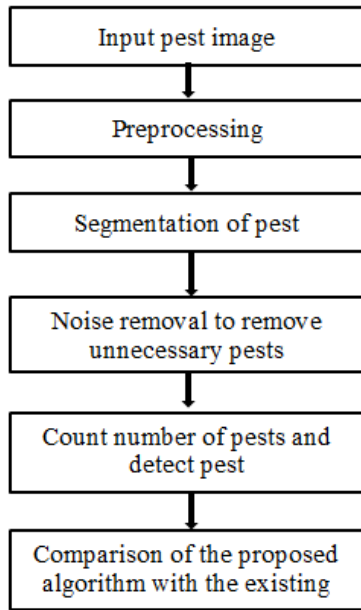 Input pest image
Preprocessing
Segmentation of pest
Noise removal to remove
unnecessary pests
Count number of pests and
detect pest
Comparison of the proposed
algorithm with the existing